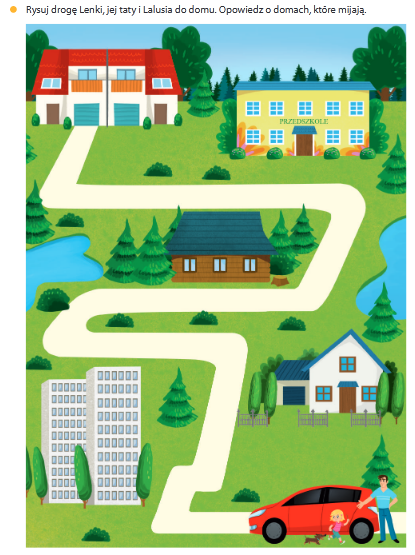 Rysuj drogę Lenki, jej taty i Lalusia do domu. Opowiedz o domach, które mijają.
PRZEDSZKOLE